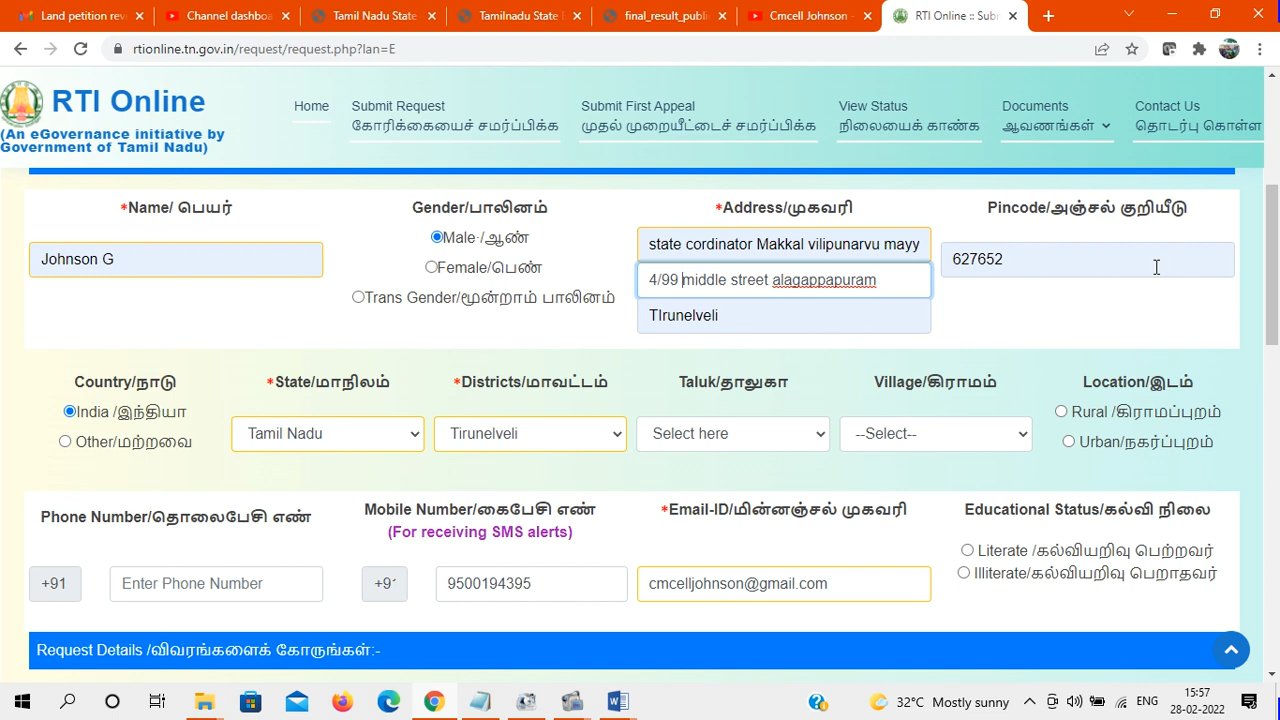 Land petition reve
Channel dashboa
Tamil Nadu State
Tamilnadu State D
final_result_public
Cmcell Johnson -
RTI Online :: Subm
rtionline.tn.gov.in/request/request.php?lan=E
RTI Online
(An eGovernance initiative by
Government of Tamil Nadu)
Home
Submit Request
கோரிக்கையைச் சமர்ப்பிக்க
Submit First Appeal
முதல் முறையீட்டைச் சமர்ப்பிக்க
View Status
நிலையைக் காண்க
Documents
ஆவணங்கள்
Contact Us
தொடர்பு கொள்ள
*Name/ பெயர்
Gender/பாலினம்
*Address/முகவரி
Pincode/அஞ்சல் குறியீடு
Johnson G
Male·/ஆண்
Female/பெண்
Trans Gender/மூன்றாம் பாலினம்
state cordinator Makkal vilipunarvu mayy
4/99 middle street alagappapuram
TIrunelveli
627652
Country/நாடு
*State/மாநிலம்
*Districts/மாவட்டம்
Taluk/தாலுகா
Village/கிராமம்
Location/இடம்
India /இந்தியா
Other/மற்றவை
Tamil Nadu
Tirunelveli
Select here
--Select--
Rural /கிராமப்புறம்
Urban/நகர்ப்புறம்
Phone Number/தொலைபேசி எண்
Mobile Number/கைபேசி எண்
(For receiving SMS alerts)
*Email-ID/மின்னஞ்சல் முகவரி
Educational Status/கல்வி நிலை
+91
Enter Phone Number
+9
9500194395
cmcelljohnson@gmail.com
Literate /கல்வியறிவு பெற்றவர்
Illiterate/கல்வியறிவு பெறாதவர்
Request Details /விவரங்களைக் கோருங்கள்:-
32°C Mostly sunny
ENG
15:57
28-02-2022